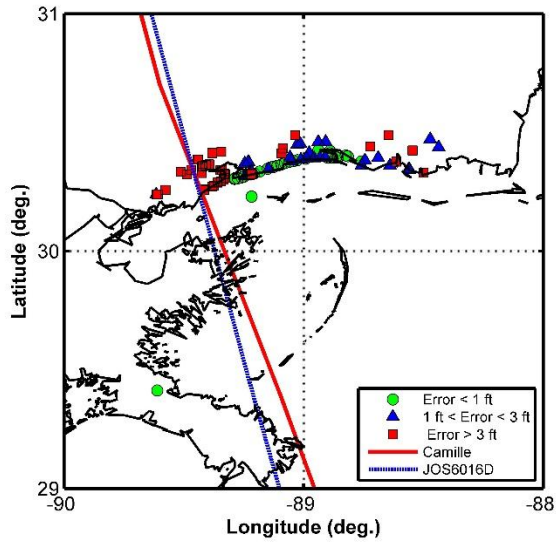 31
30
29
Latitude (deg.)
-90
-89
-88
Longitude (deg.)
Error < 1 ft
1 ft < Error < 3 ft
Error > 3 ft
Camille
JOS6016D